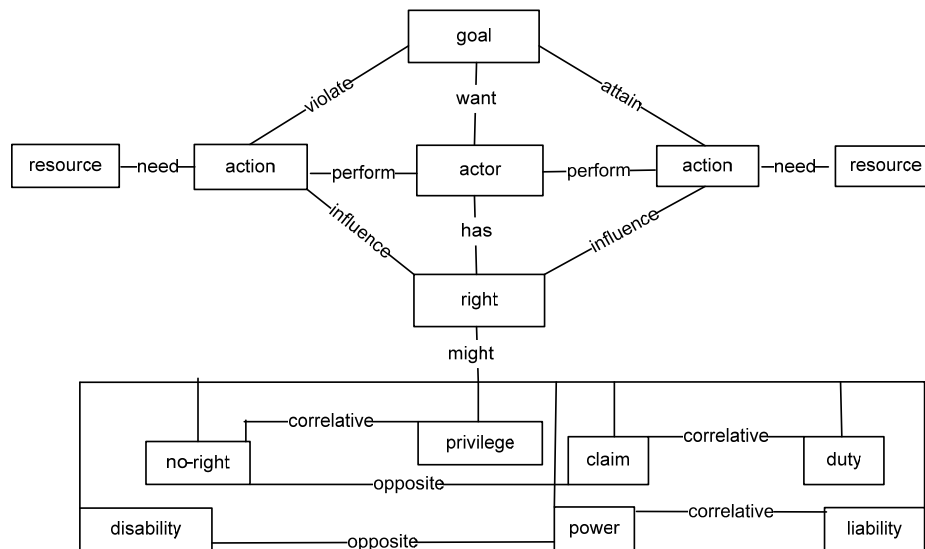 goal
violate
attain
want
resource
need
action
perform
actor
perform
action
need
resource
influence
has
influence
right
might
correlative
privilege
correlative
no-right
claim
duty
opposite
disability
opposite
power
correlative
liability